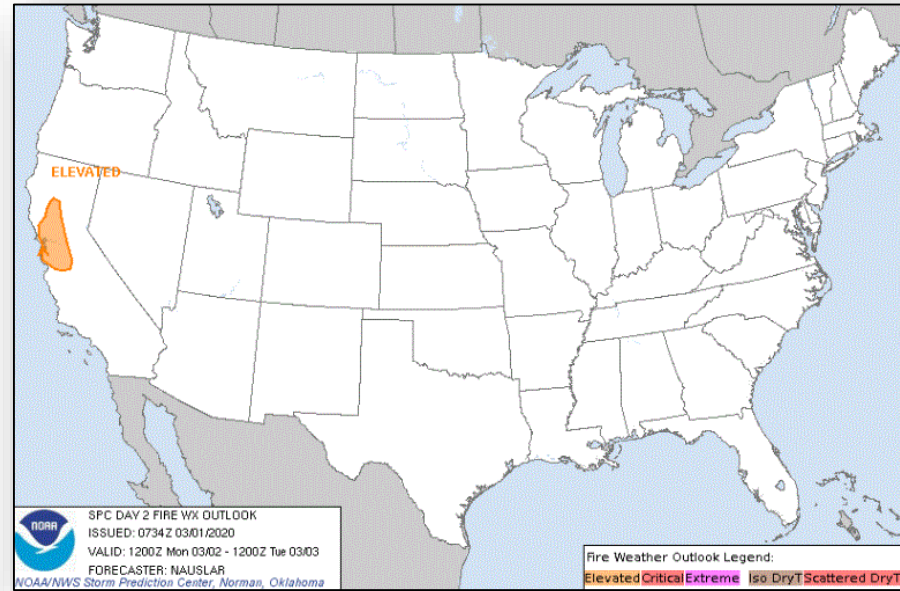 ELEVATED
NOAA
SPC DAY 2 FIRE WX OUTLOOK
ISSUED: 0734Z 03/01/2020
VALID: 1200Z Mon 03/02 - 1200Z Tue 03/03
FORECASTER: NAUSLAR
NOAA/NWS Storm Prediction Center, Norman, Oklahoma
Fire Weather Outlook Legend:
Elevated Critical Extreme Iso DryT Scattered DryT